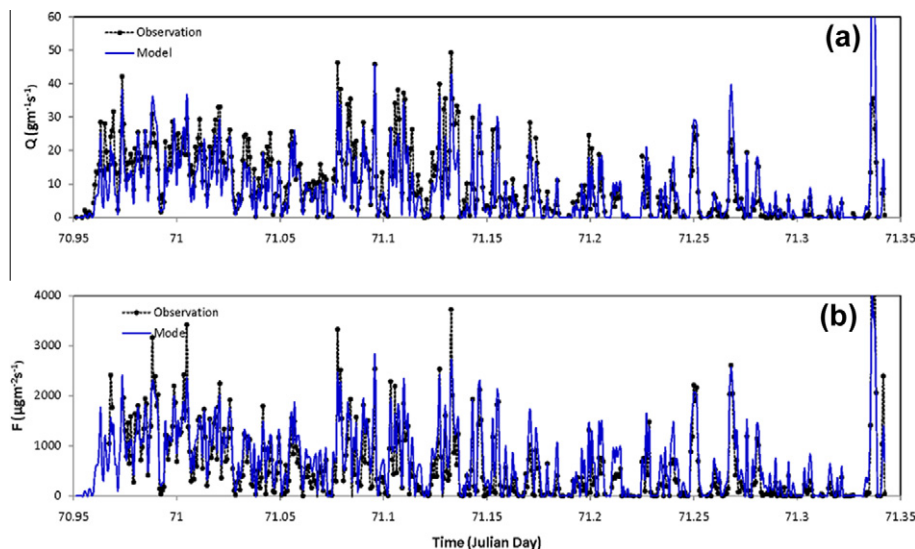 (a)
60
50
40
30
20
10
0
Q (gm⁻¹s⁻¹)
Observation
Model
70.95 71 71.05 71.1 71.15 71.2 71.25 71.3 71.35
(b)
4000
3000
2000
1000
0
F (µgm⁻²s⁻¹)
Observation
Model
70.95 71 71.05 71.1 71.15 71.2 71.25 71.3 71.35
Time (Julian Day)